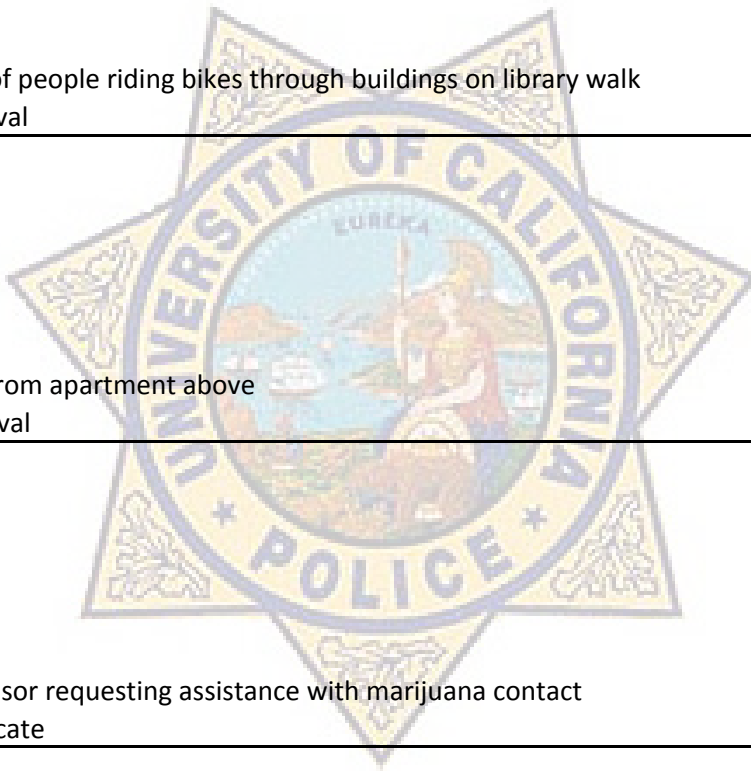 of people riding bikes through buildings on library walk
val
UNIVERSITY OF CALIFORNIA
EUREKA
rom apartment above
val
POLICE
sor requesting assistance with marijuana contact
cate